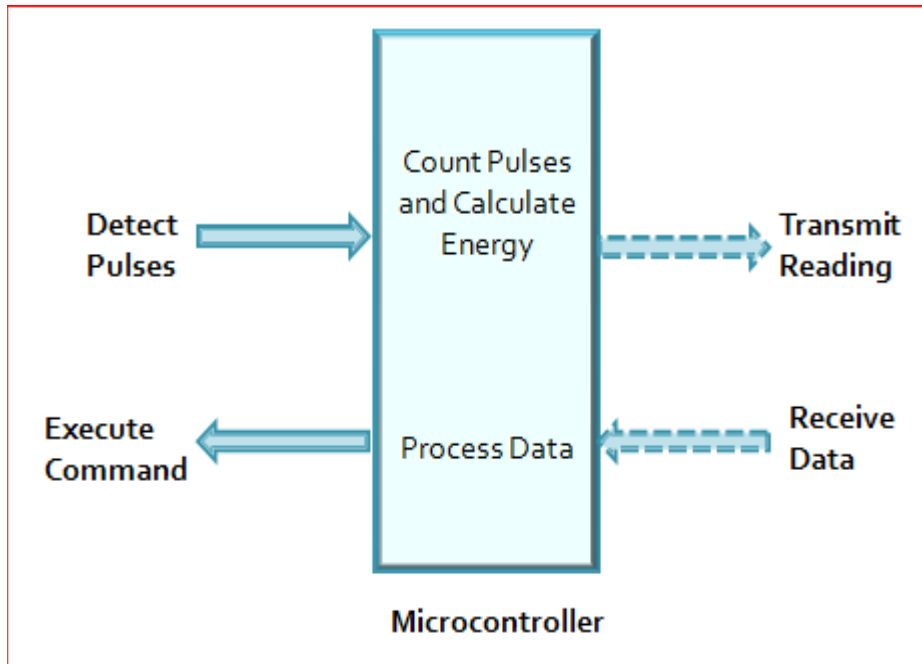 Count Pulses
and Calculate
Energy
Detect
Pulses
Transmit
Reading
Execute
Command
Process Data
Receive
Data
Microcontroller